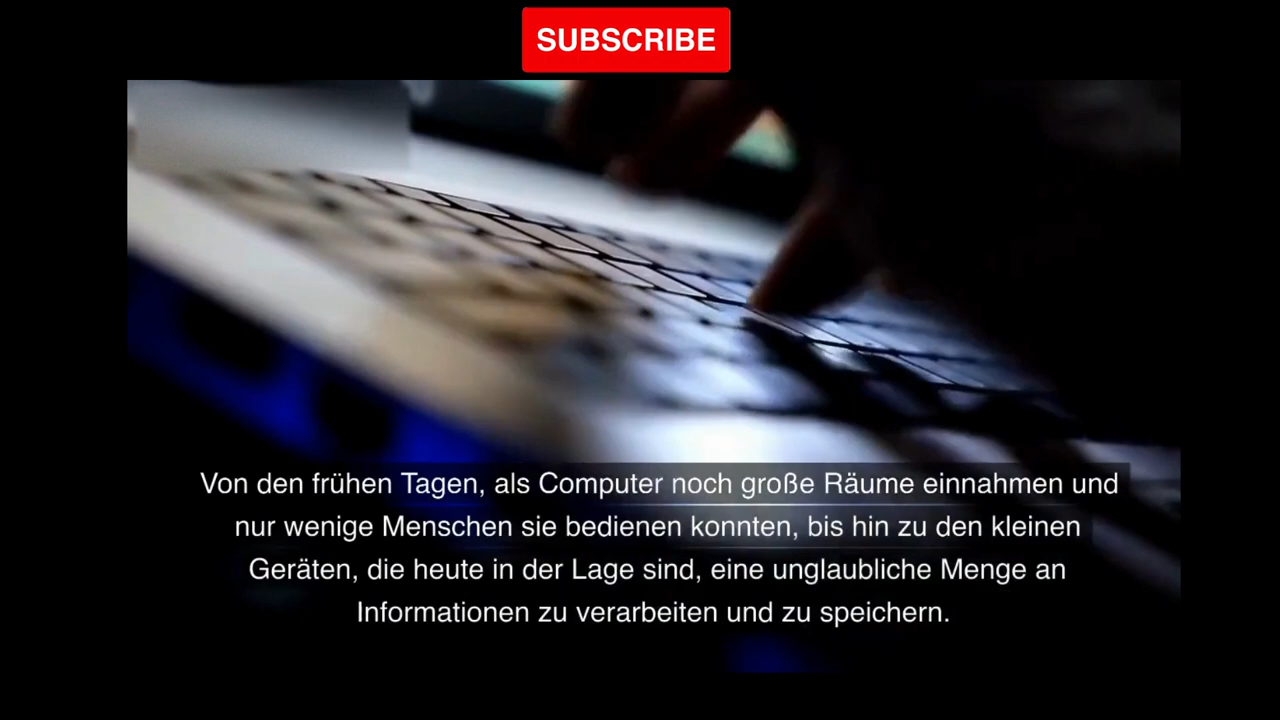 SUBSCRIBE
Von den frühen Tagen, als Computer noch große Räume einnahmen und
nur wenige Menschen sie bedienen konnten, bis hin zu den kleinen
Geräten, die heute in der Lage sind, eine unglaubliche Menge an
Informationen zu verarbeiten und zu speichern.